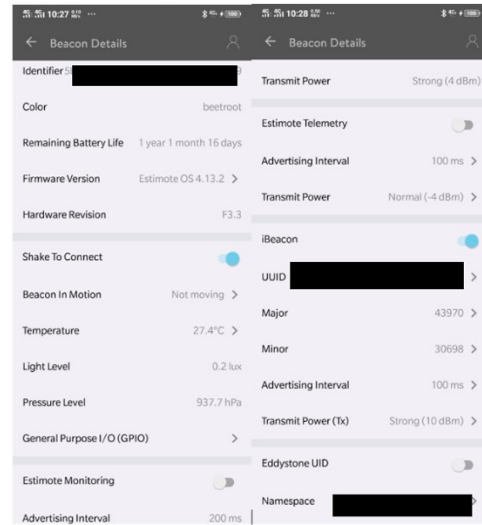 10:27
Beacon Details
Identifier 5 9
Color beetroot
Remaining Battery Life 1 year 1 month 16 days
Firmware Version Estimote OS 4.13.2 >
Hardware Revision F3.3
Shake To Connect
Beacon In Motion Not moving >
Temperature 27.4°C >
Light Level 0.2 lux
Pressure Level 937.7 hPa
General Purpose I/O (GPIO) >
Estimote Monitoring
Advertising Interval 200 ms
10:28
Beacon Details
Transmit Power Strong (4 dBm)
Estimote Telemetry
Advertising Interval 100 ms >
Transmit Power Normal (-4 dBm) >
iBeacon
UUID >
Major 43970 >
Minor 30698 >
Advertising Interval 100 ms >
Transmit Power (Tx) Strong (10 dBm) >
Eddystone UID
Namespace >